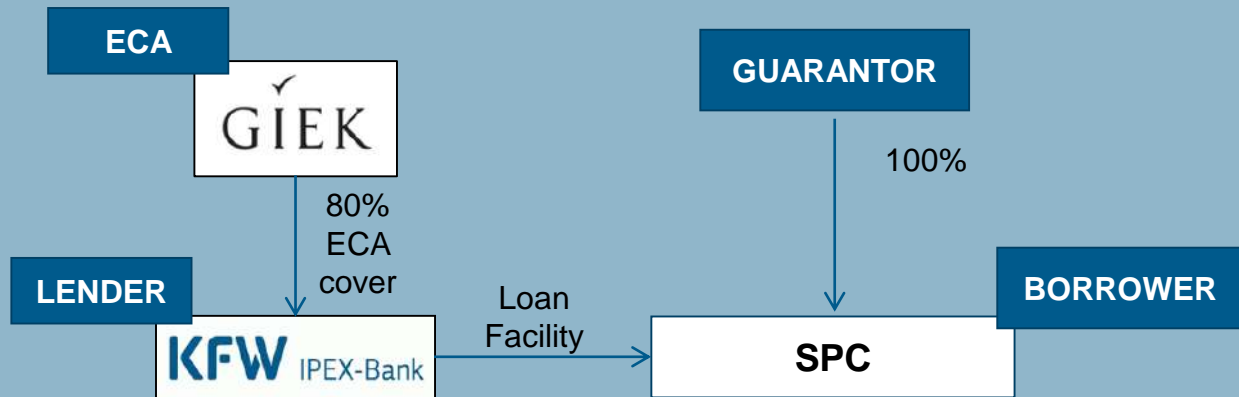 ECA
GIEK
GUARANTOR
100%
80%
ECA
cover
LENDER
KFW IPEX-Bank
Loan
Facility
BORROWER
SPC